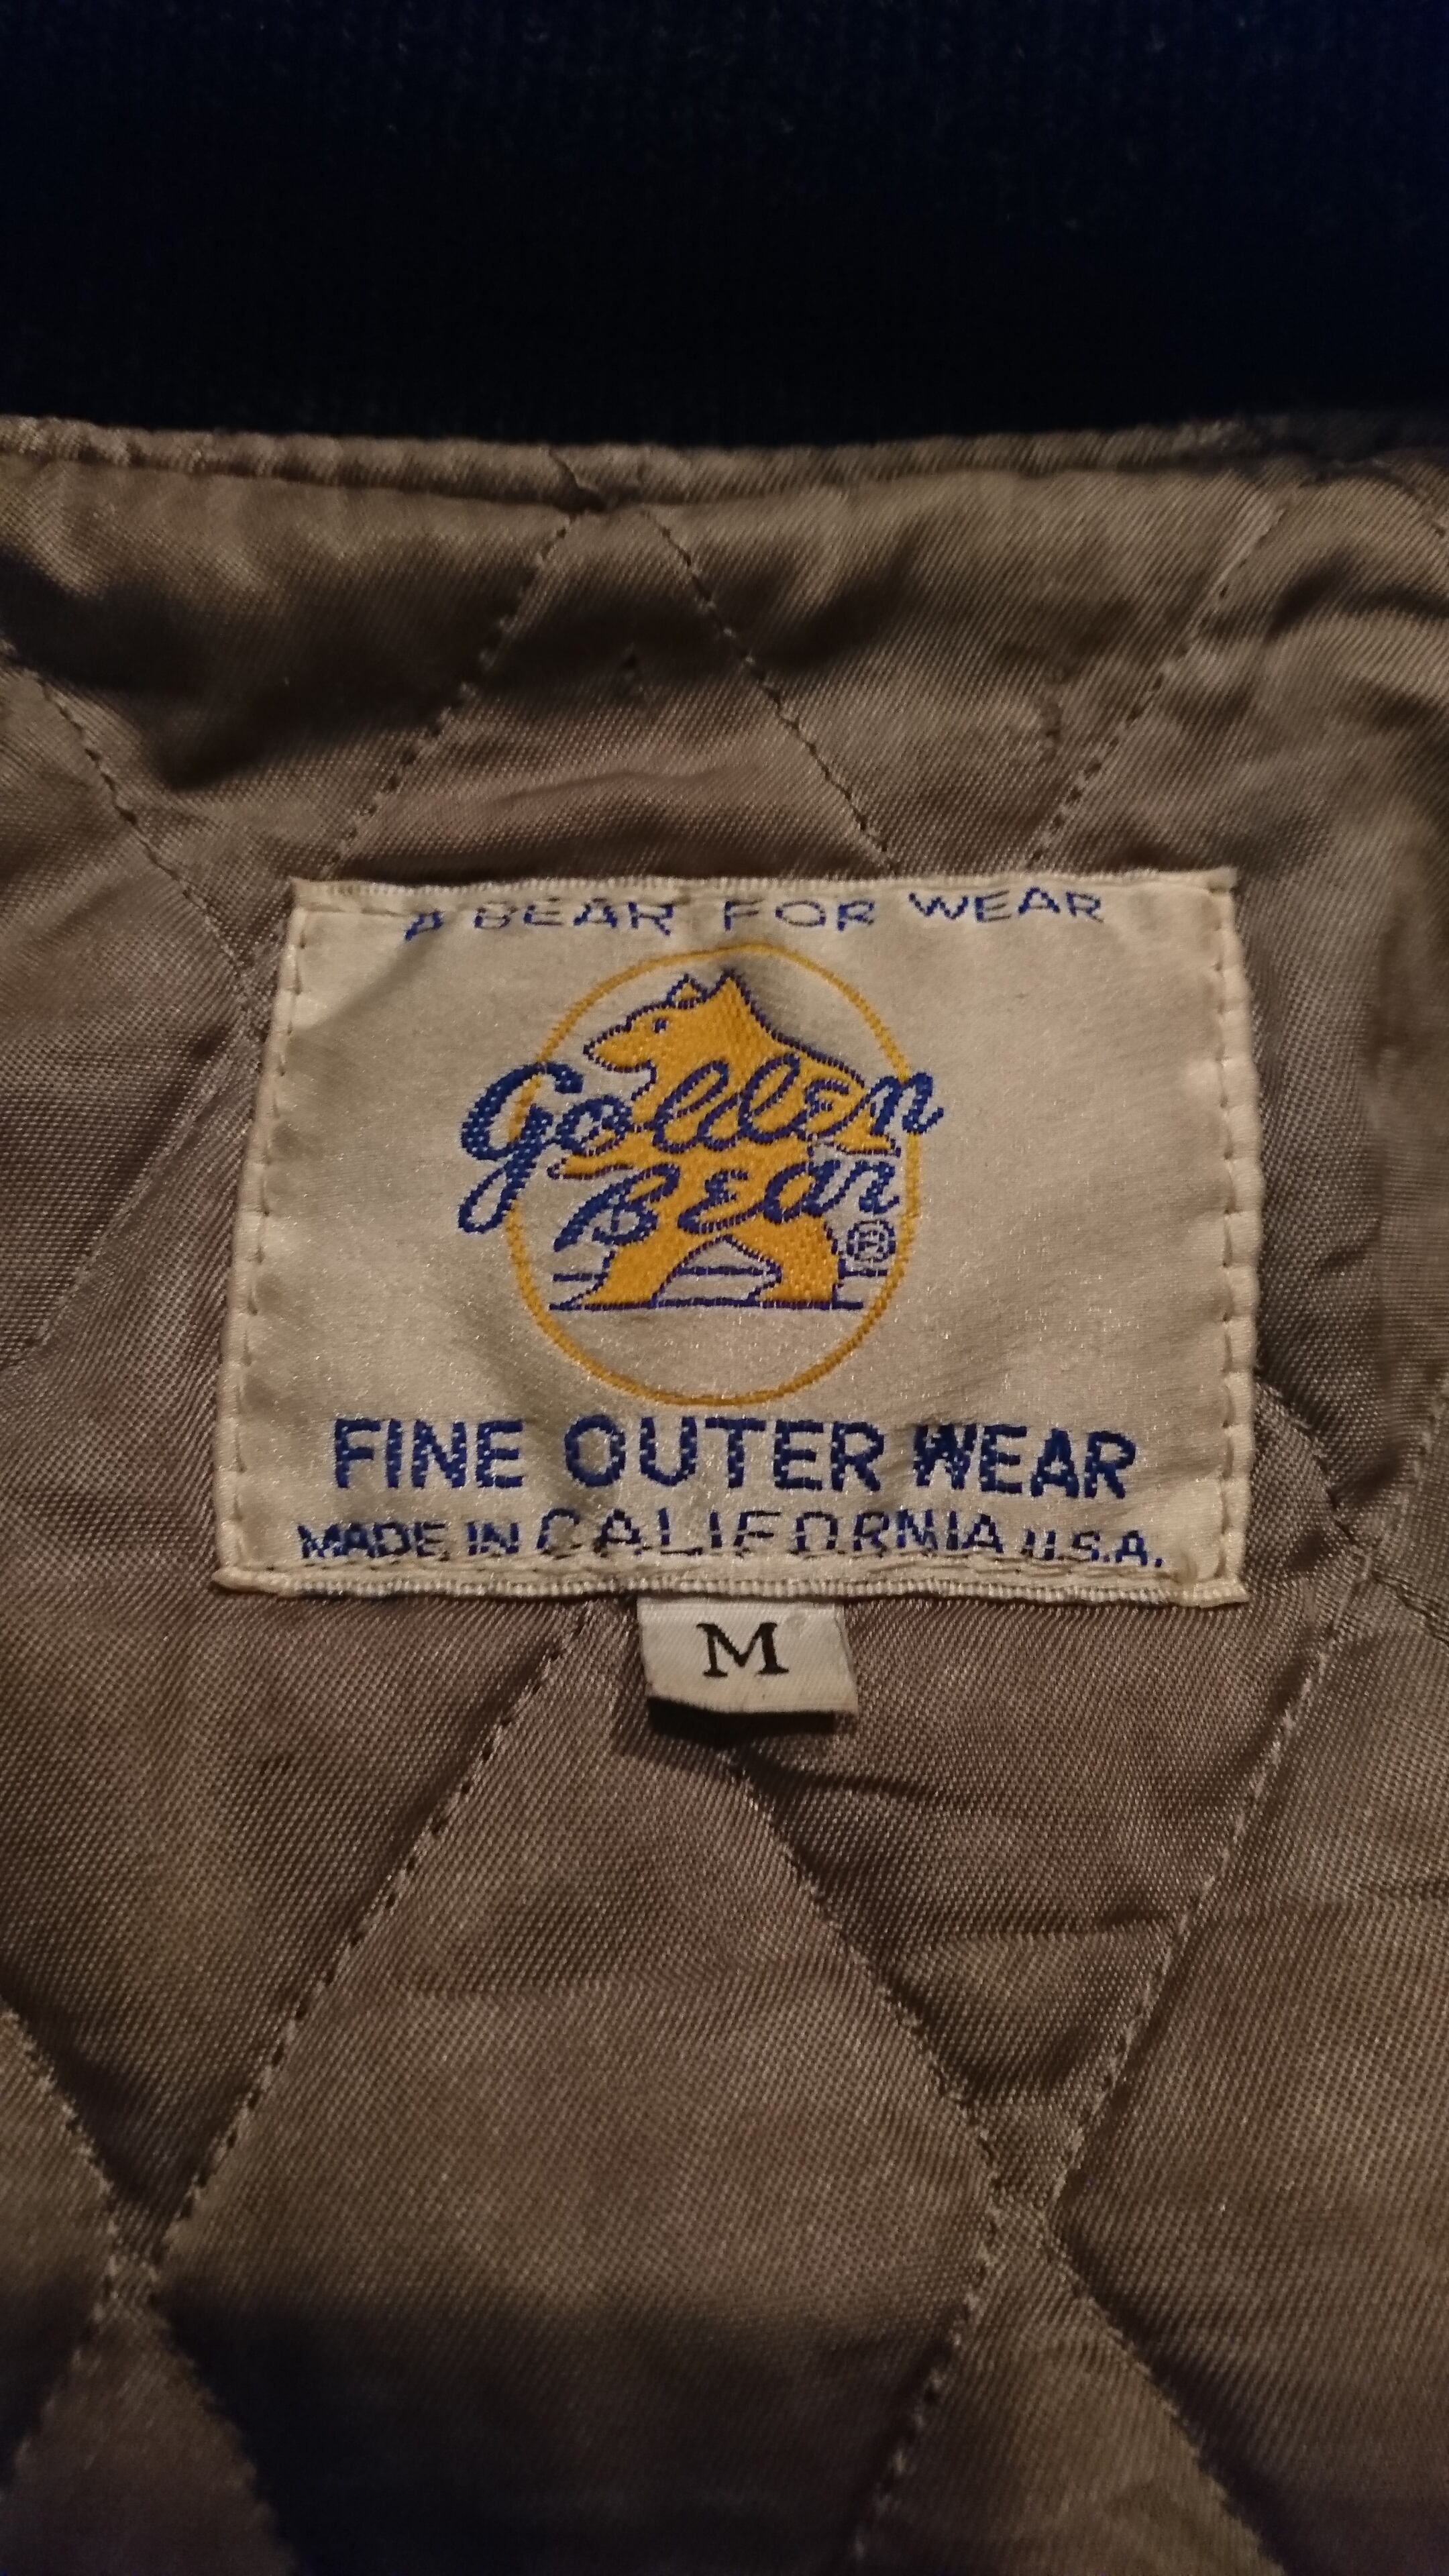 A BEAR FOR WEAR
Golden
Bear
®
FINE OUTER WEAR
MADE IN CALIFORNIA U.S.A.
M